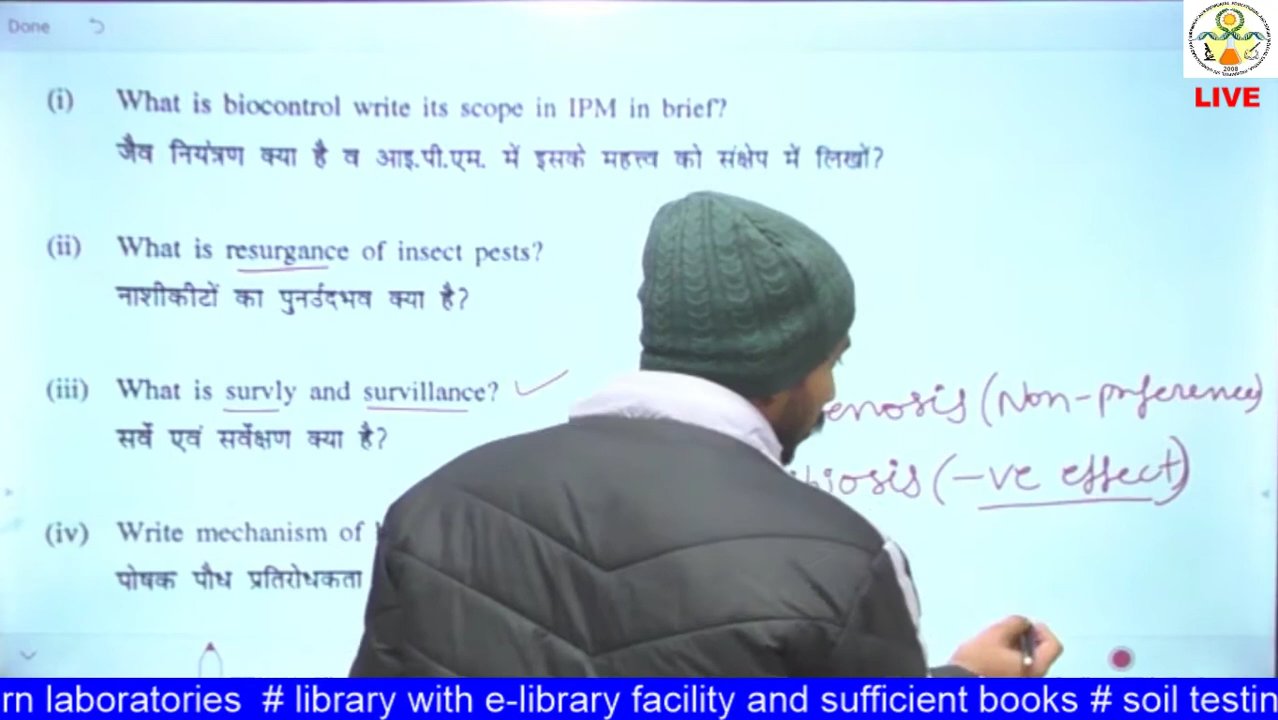 Done
LIVE
(i) What is biocontrol write its scope in IPM in brief?
जैव नियंत्रण क्या है व आइ.पी.एम. में इसके महत्त्व को संक्षेप में लिखों?
(ii) What is resurgance of insect pests?
नाशीकीटों का पुनर्उदभव क्या है?
(iii) What is survly and survillance?
सर्वे एवं सर्वेक्षण क्या है?
enosis (Non-preference)
biosis (-ve effect)
(iv) Write mechanism of
पोषक पौध प्रतिरोधकता
rn laboratories # library with e-library facility and sufficient books # soil testin